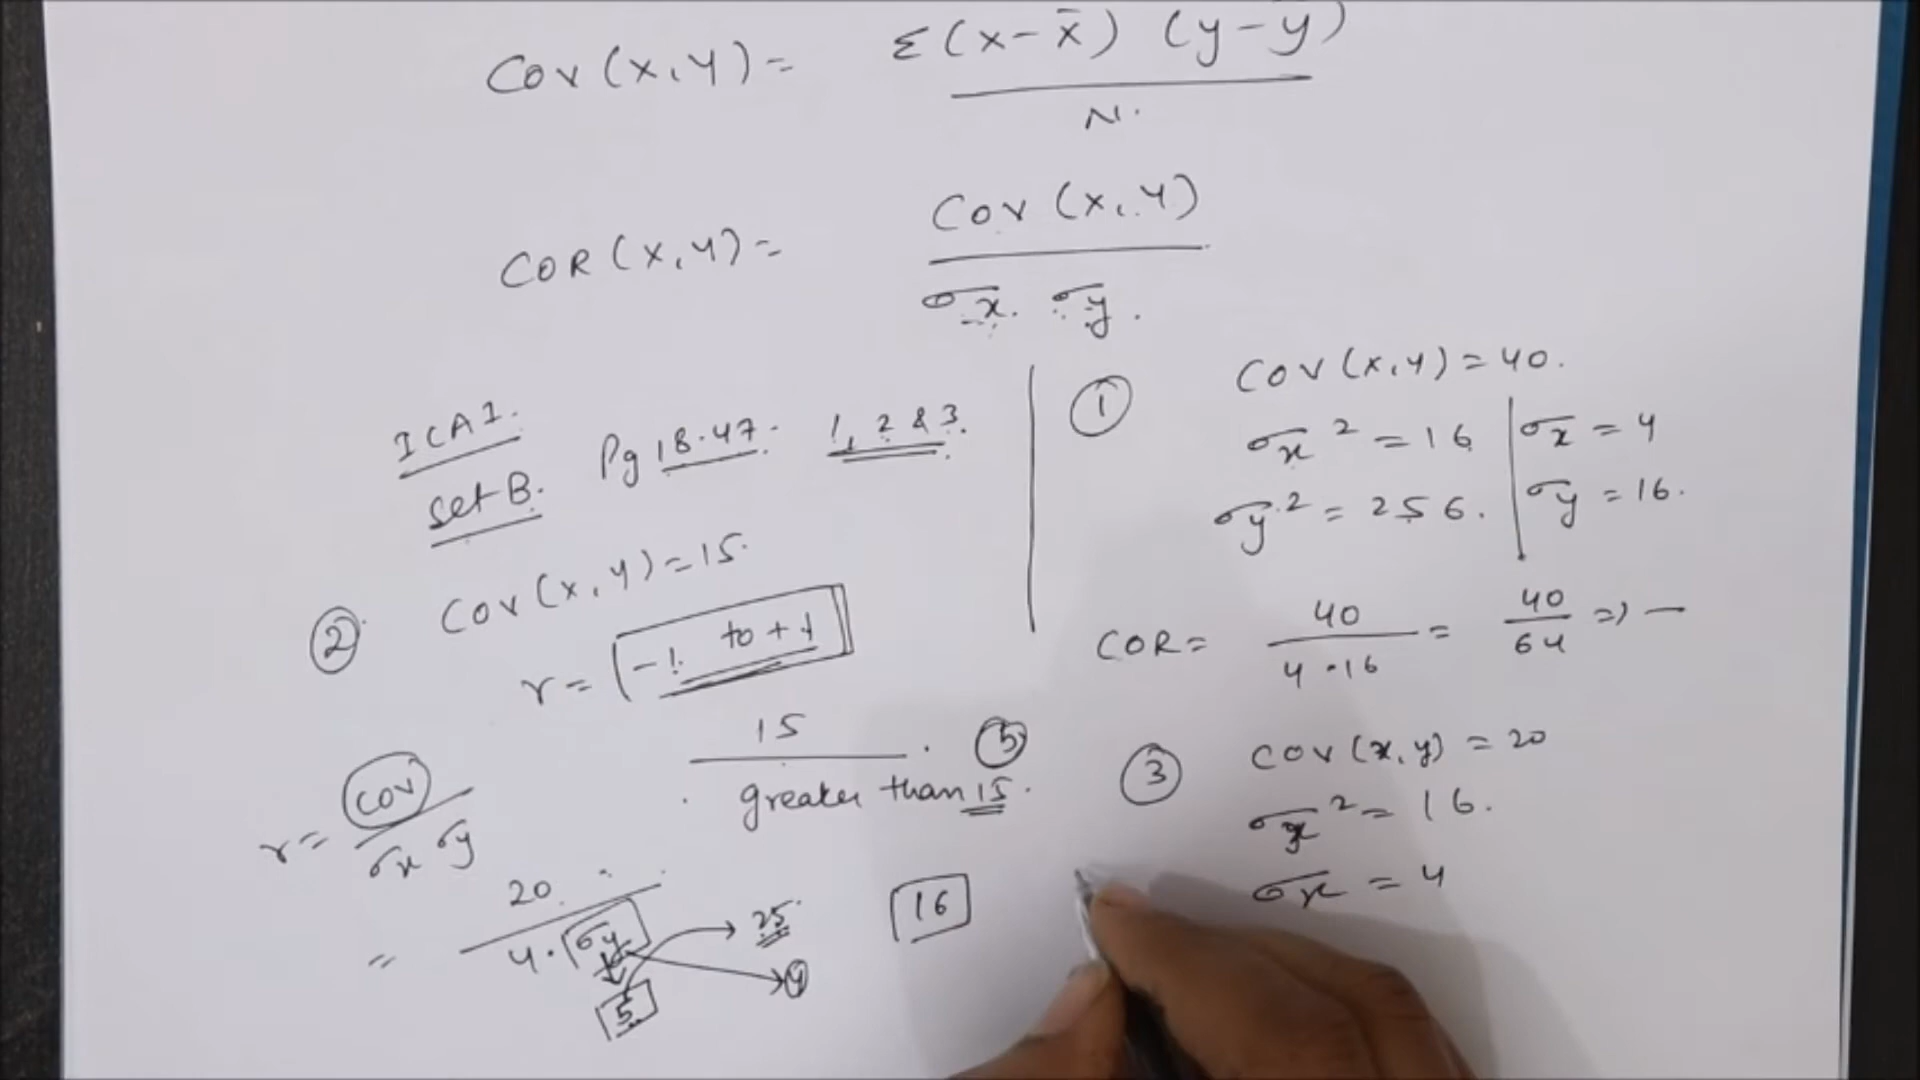 Cov (x, y) = Σ (x - x̄) (y - ȳ)
N.
COR (x, y) = Cov (x, y)
σx . σy .
ICAI.
Set B. Pg 18.47. 1, 2 & 3.
② Cov (x, y) = 15.
r = -1 to +1
15
greater than 15. ⑤
r = cov
σx σy
= 20
4 . σy
5
25
4
16
① Cov (x, y) = 40.
σx² = 16 σx = 4
σy² = 256. σy = 16.
COR = 40 = 40 ⇒ —
4 . 16 64
③ Cov (x, y) = 20
σx² = 16.
σx = 4